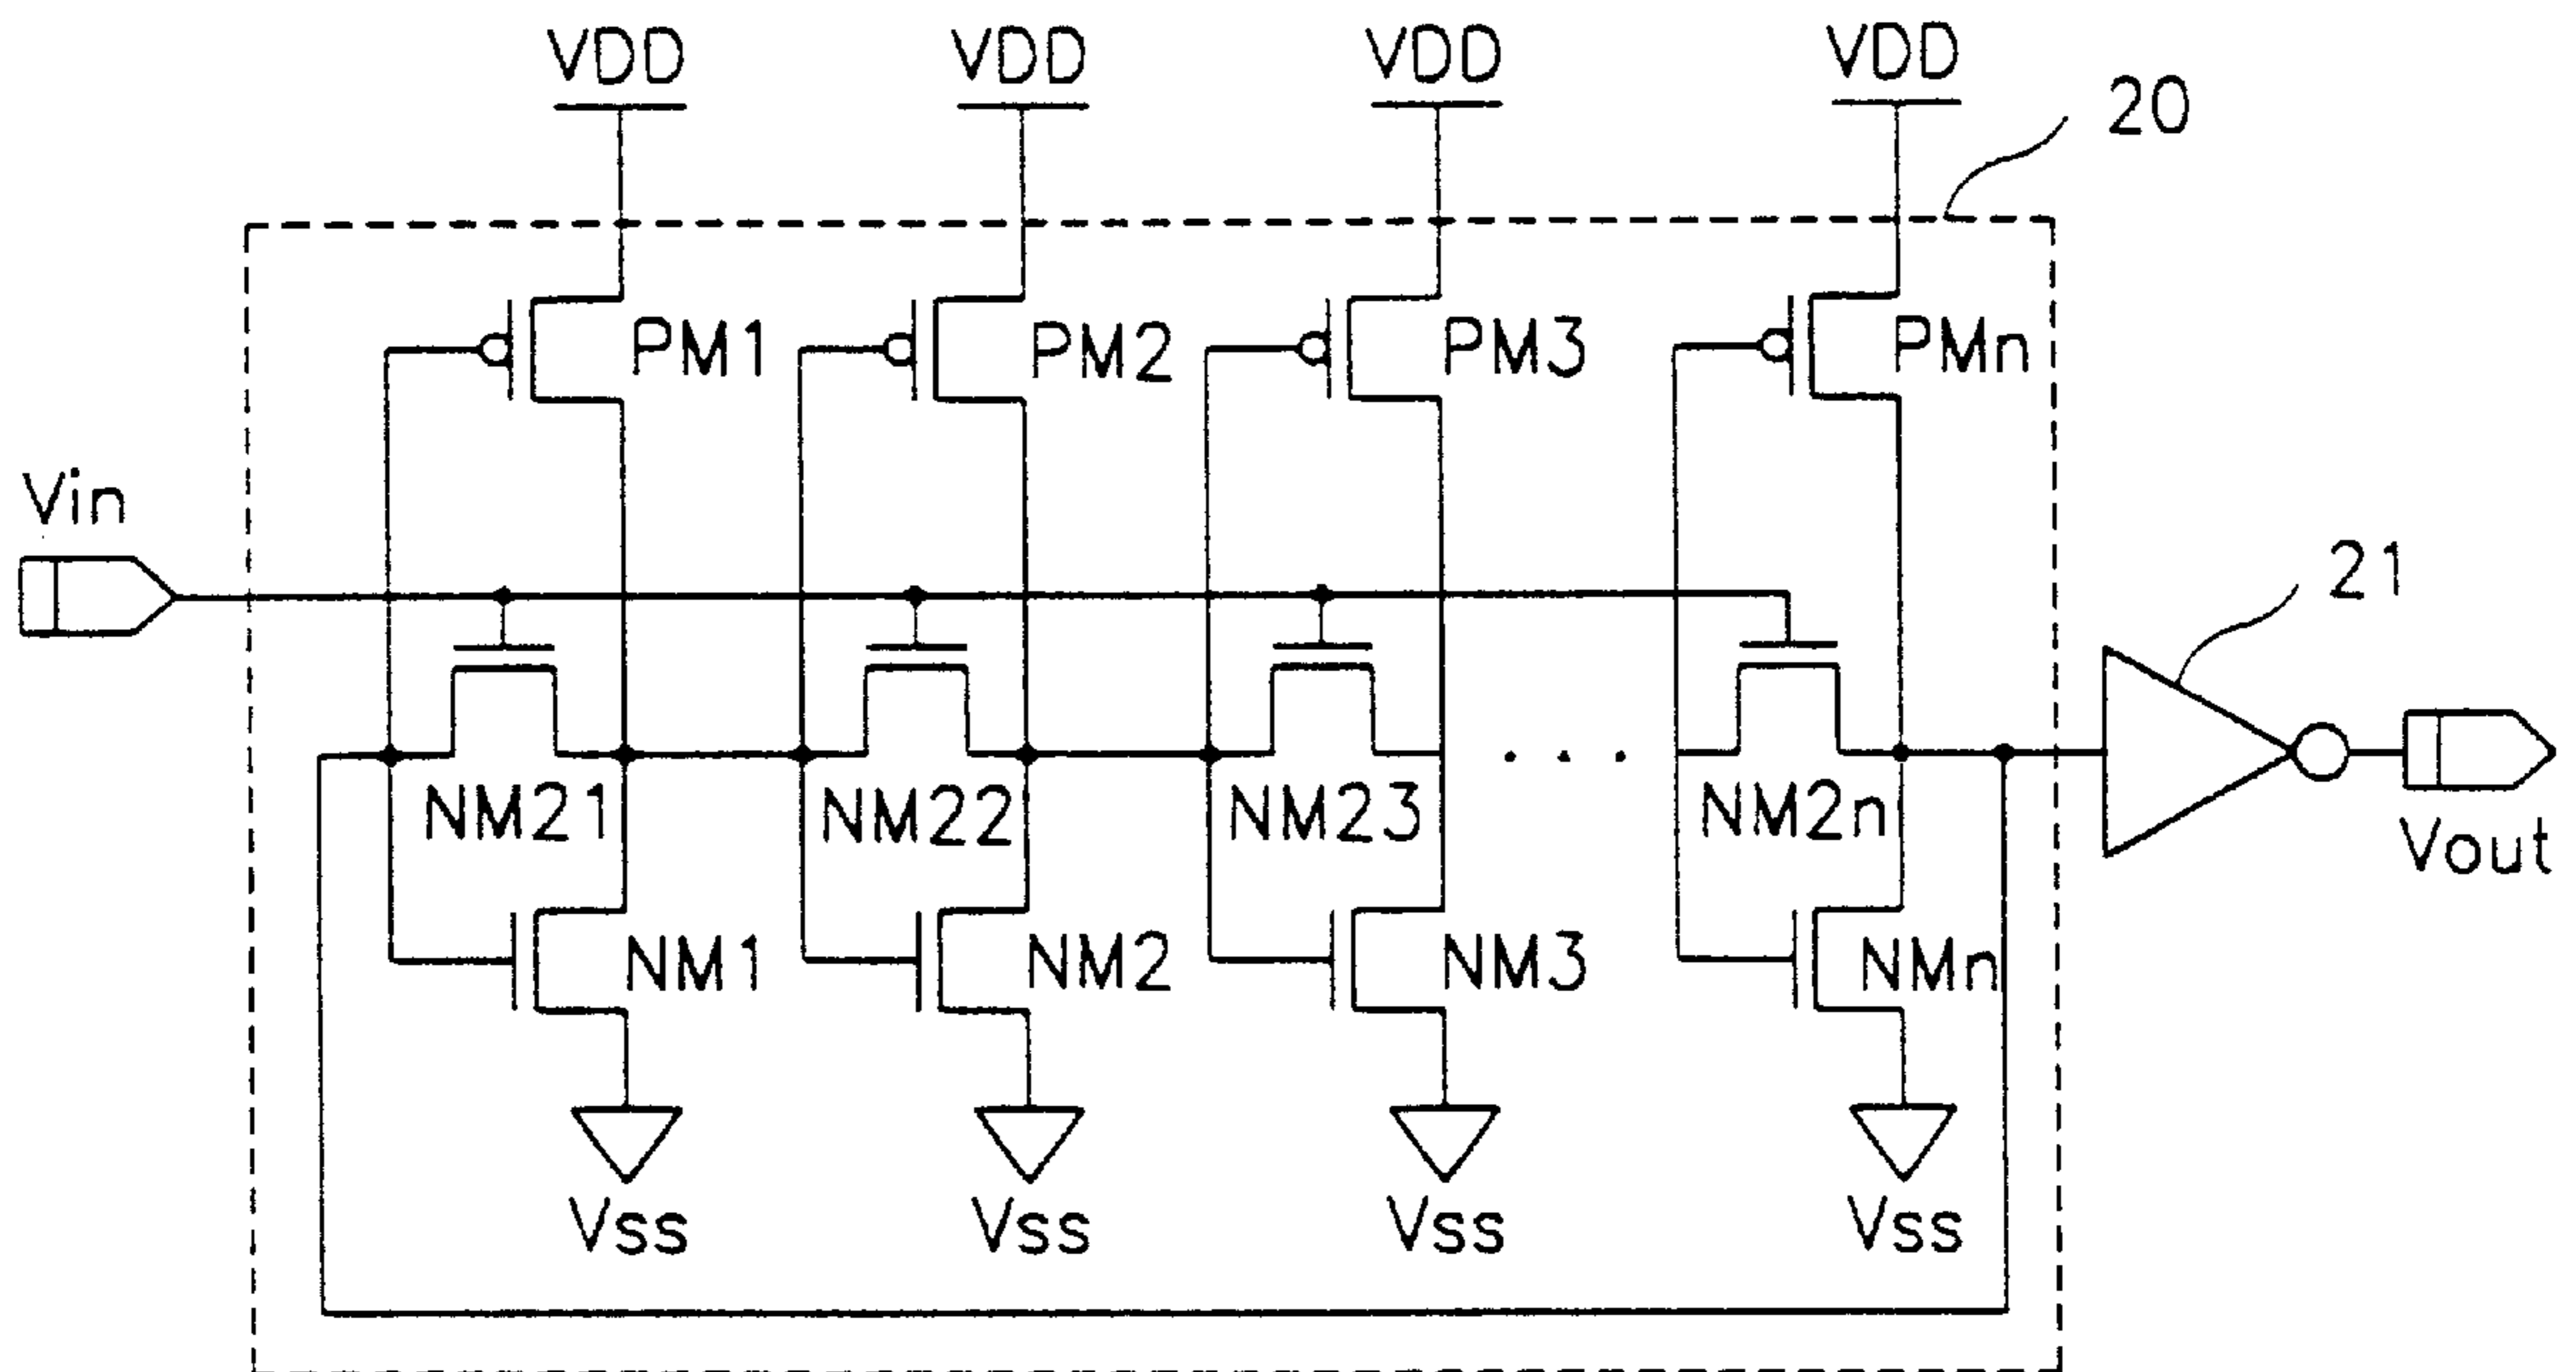 VDD VDD VDD VDD
20
PM1 PM2 PM3 PMn
Vin
21
. . .
NM21 NM22 NM23 NM2n
Vout
NM1 NM2 NM3 NMn
Vss Vss Vss Vss